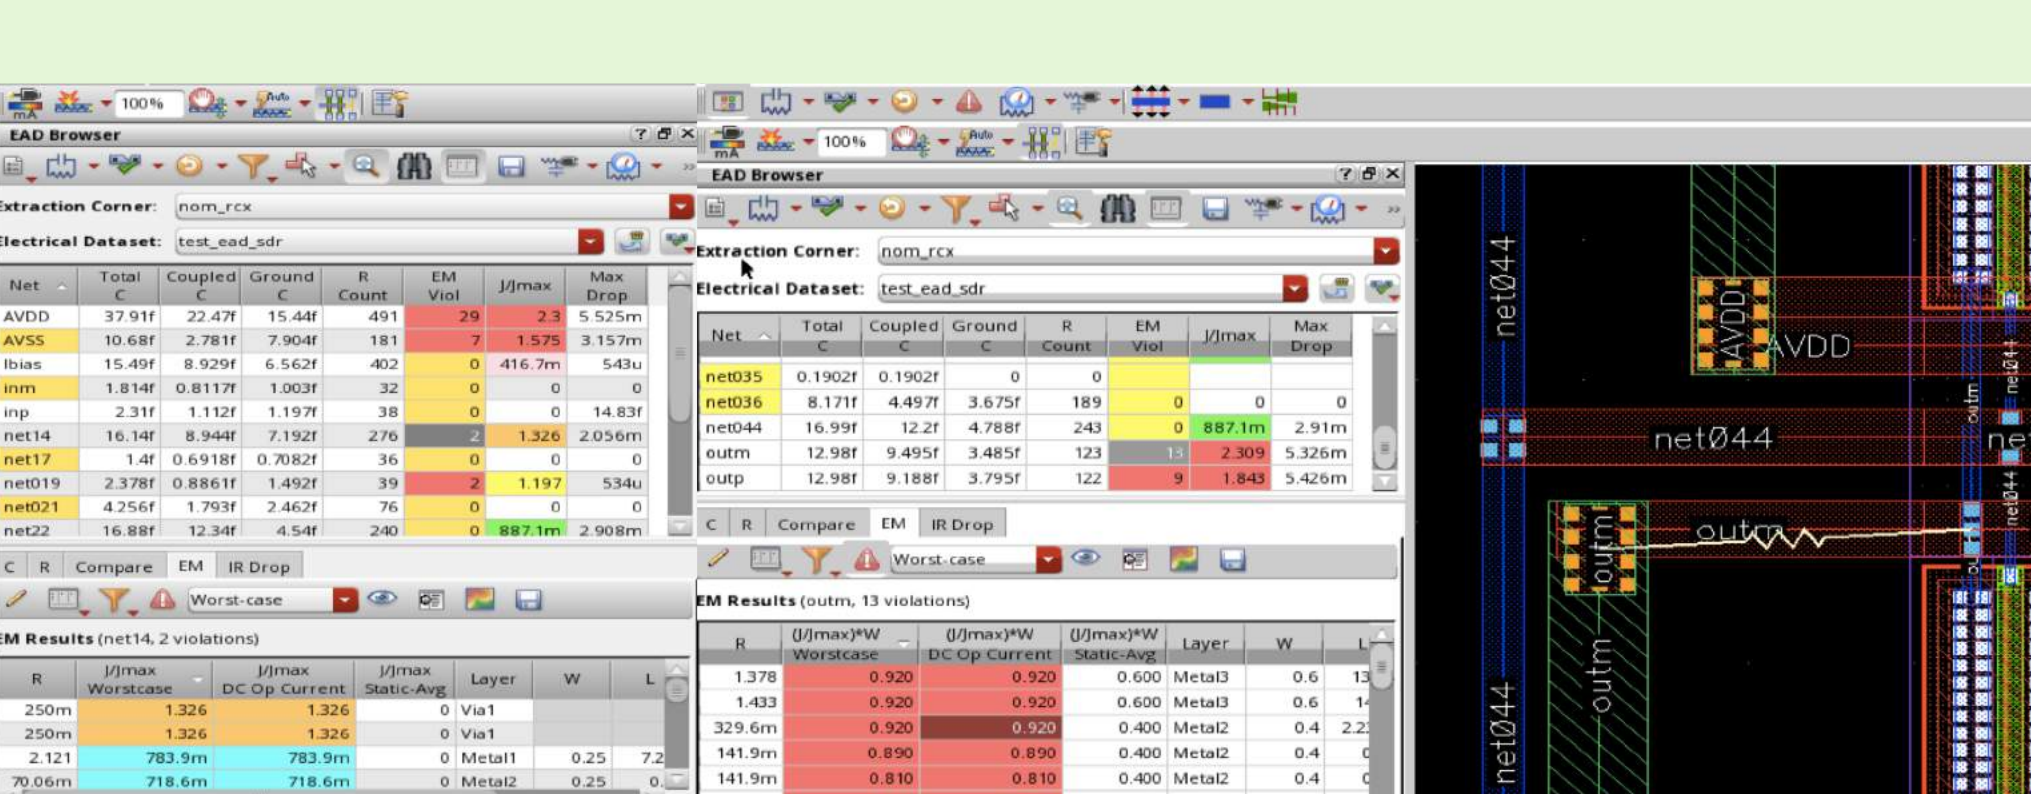 mA
100%
Auto
EAD Browser
Extraction Corner: nom_rcx
Electrical Dataset: test_ead_sdr
Net Total C Coupled C Ground C R Count EM Viol J/Jmax Max Drop
AVDD 37.91f 22.47f 15.44f 491 29 2.3 5.525m
AVSS 10.68f 2.781f 7.904f 181 7 1.575 3.157m
Ibias 15.49f 8.929f 6.562f 402 0 416.7m 543u
inm 1.814f 0.8117f 1.003f 32 0 0 0
inp 2.31f 1.112f 1.197f 38 0 0 14.83f
net14 16.14f 8.944f 7.192f 276 2 1.326 2.056m
net17 1.4f 0.6918f 0.7082f 36 0 0 0
net019 2.378f 0.8861f 1.492f 39 2 1.197 534u
net021 4.256f 1.793f 2.462f 76 0 0 0
net22 16.88f 12.34f 4.54f 240 0 887.1m 2.908m
C R Compare EM IR Drop
Worst-case
EM Results (net14, 2 violations)
R J/Jmax Worstcase J/Jmax DC Op Current J/Jmax Static-Avg Layer W L
250m 1.326 1.326 0 Via1
250m 1.326 1.326 0 Via1
2.121 783.9m 783.9m 0 Metal1 0.25 7.2
70.06m 718.6m 718.6m 0 Metal2 0.25 0.
mA
100%
Auto
EAD Browser
Extraction Corner: nom_rcx
Electrical Dataset: test_ead_sdr
Net Total C Coupled C Ground C R Count EM Viol J/Jmax Max Drop
net035 0.1902f 0.1902f 0 0
net036 8.171f 4.497f 3.675f 189 0 0 0
net044 16.99f 12.2f 4.788f 243 0 887.1m 2.91m
outm 12.98f 9.495f 3.485f 123 13 2.309 5.326m
outp 12.98f 9.188f 3.795f 122 9 1.843 5.426m
C R Compare EM IR Drop
Worst-case
EM Results (outm, 13 violations)
R (J/Jmax)*W Worstcase (J/Jmax)*W DC Op Current (J/Jmax)*W Static-Avg Layer W L
1.378 0.920 0.920 0.600 Metal3 0.6 13
1.433 0.920 0.920 0.600 Metal3 0.6 14
329.6m 0.920 0.920 0.400 Metal2 0.4 2.2
141.9m 0.890 0.890 0.400 Metal2 0.4 0
141.9m 0.810 0.810 0.400 Metal2 0.4 0
net044
AVDD
AVDD
net044
outm
net044
ne
net044
outm
outm
outm
net044